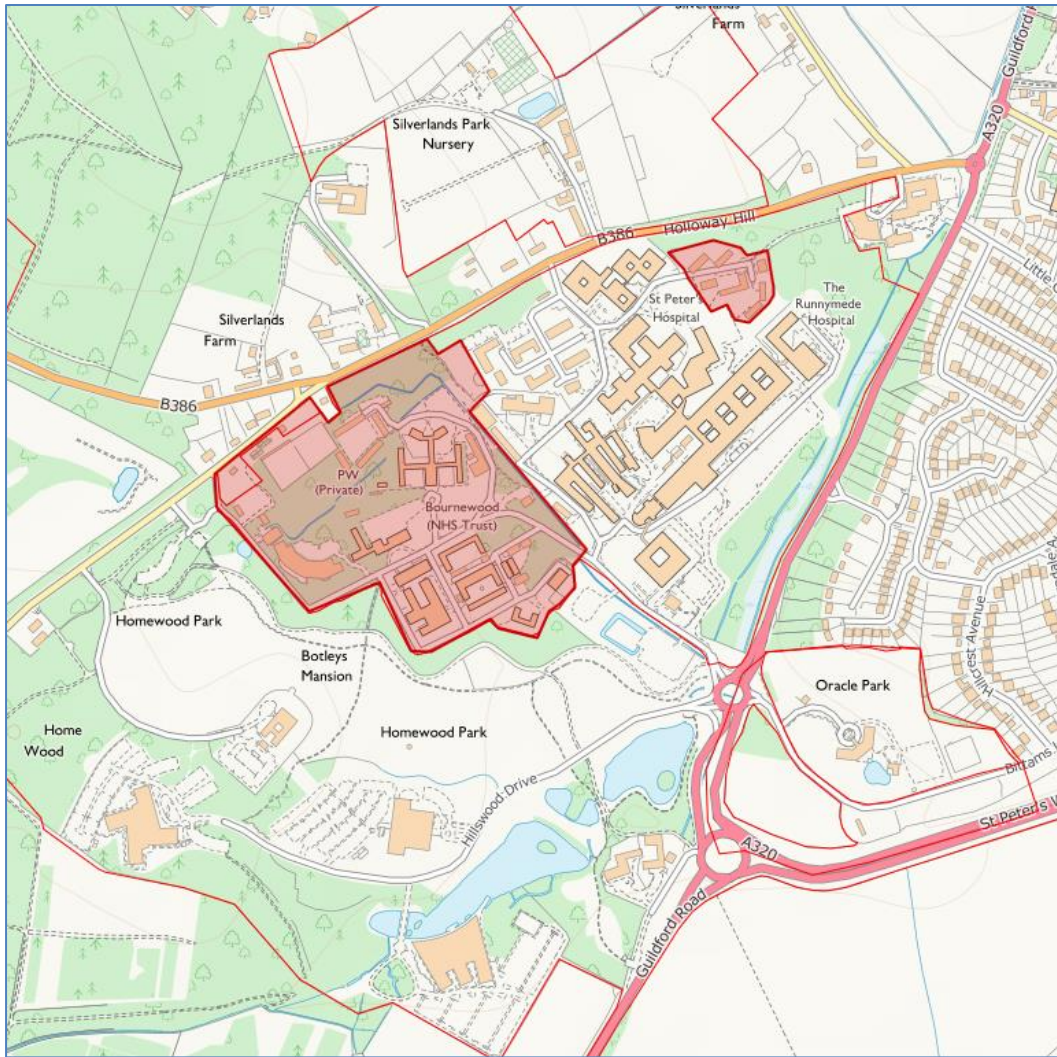 Silverlands
Farm
Guildford
A320
Silverlands Park
Nursery
B386
Holloway Hill
Little
St Peter's
Hospital
The
Runnymede
Hospital
Silverlands
Farm
B386
PW
(Private)
Bournewood
(NHS Trust)
Homewood Park
Botleys
Mansion
Home
Wood
Homewood Park
Hillswood Drive
Oracle Park
Hillcrest Avenue
Bittams
St Peter's
A320
Guildford Road